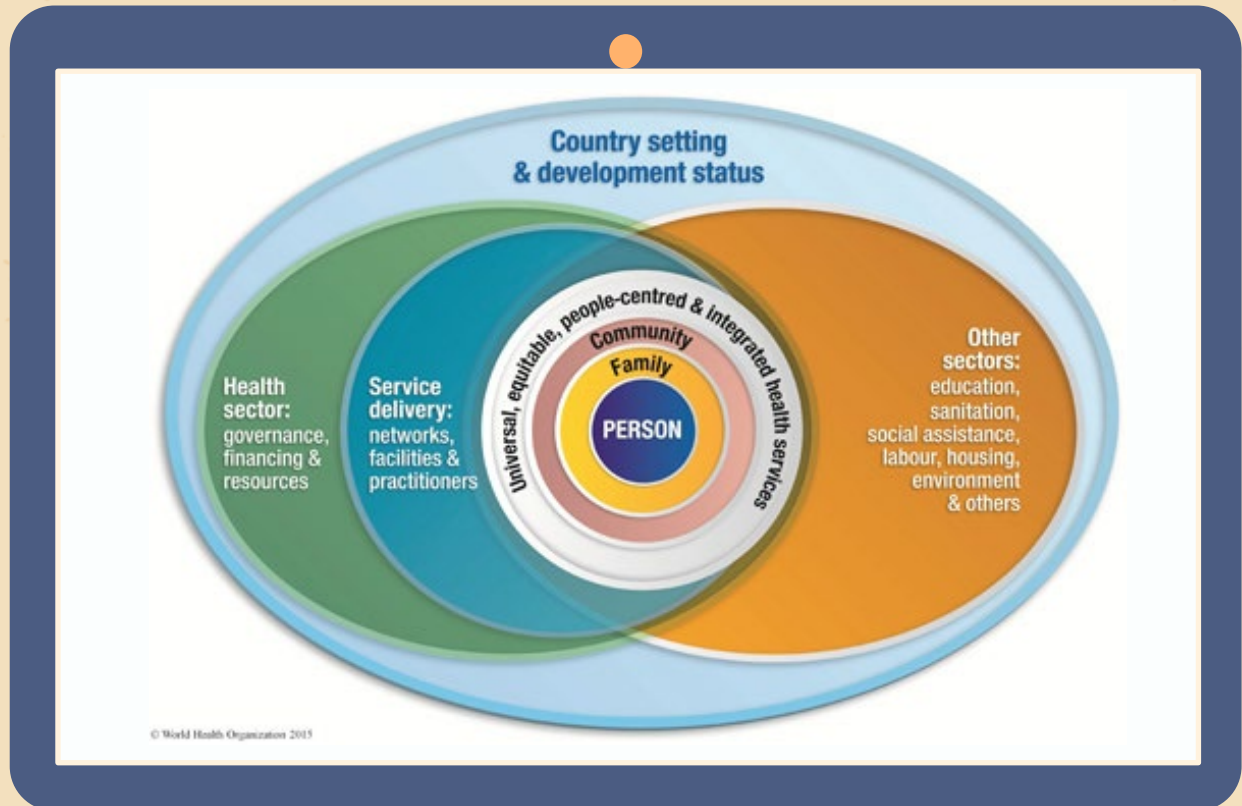 Country setting
& development status
Health
sector:
governance,
financing &
resources
Service
delivery:
networks,
facilities &
practitioners
Universal, equitable, people-centred & integrated health services
Community
Family
PERSON
Other
sectors:
education,
sanitation,
social assistance,
labour, housing,
environment
& others
© World Health Organization 2015